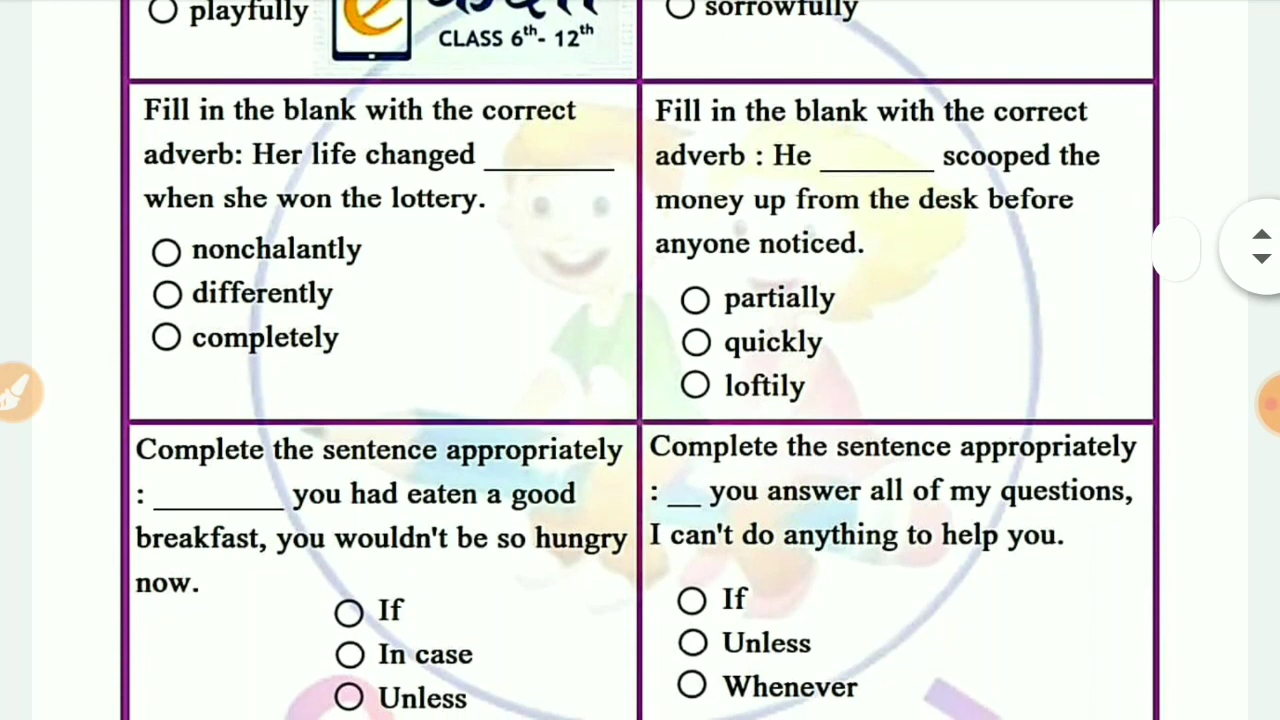 playfully
CLASS 6th- 12th
sorrowfully
Fill in the blank with the correct
adverb: Her life changed _________
when she won the lottery.
nonchalantly
differently
completely
Fill in the blank with the correct
adverb : He ________ scooped the
money up from the desk before
anyone noticed.
partially
quickly
loftily
Complete the sentence appropriately
: _________ you had eaten a good
breakfast, you wouldn't be so hungry
now.
If
In case
Unless
Complete the sentence appropriately
: __ you answer all of my questions,
I can't do anything to help you.
If
Unless
Whenever